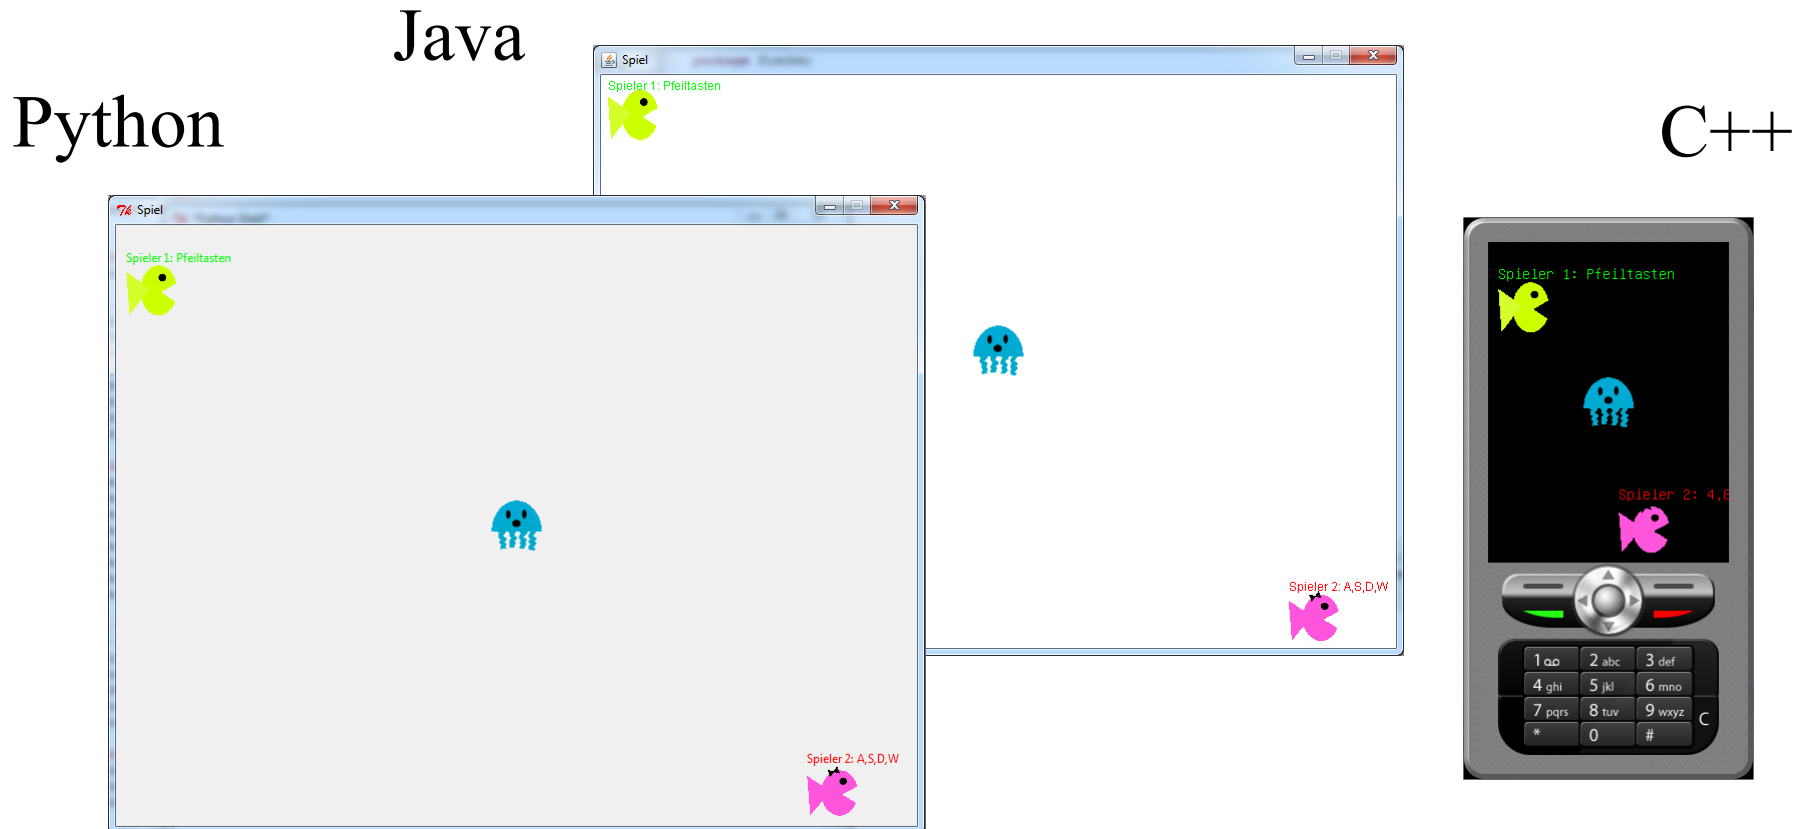 Java
Python
C++
Spiel
Spieler 1: Pfeiltasten
Spieler 2: A,S,D,W
Spiel
Spieler 1: Pfeiltasten
Spieler 2: A,S,D,W
Spieler 1: Pfeiltasten
Spieler 2: 4,8
1
2 abc
3 def
4 ghi
5 jkl
6 mno
7 pqrs
8 tuv
9 wxyz
C
*
0
#